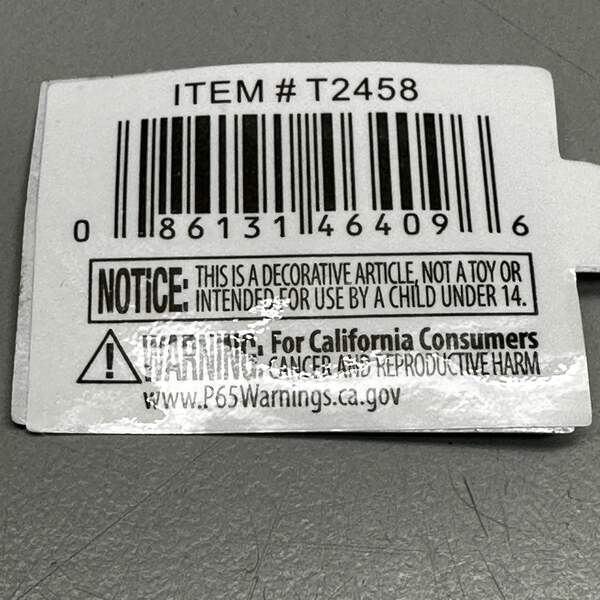 ITEM # T2458
0 86131 46409 6
NOTiCE: THIS IS A DECORATIVE ARTICLE, NOT A TOY OR
INTENDED FOR USE BY A CHILD UNDER 14.
WARNING: For California Consumers
CANCER AND REPRODUCTIVE HARM
www.P65Warnings.ca.gov